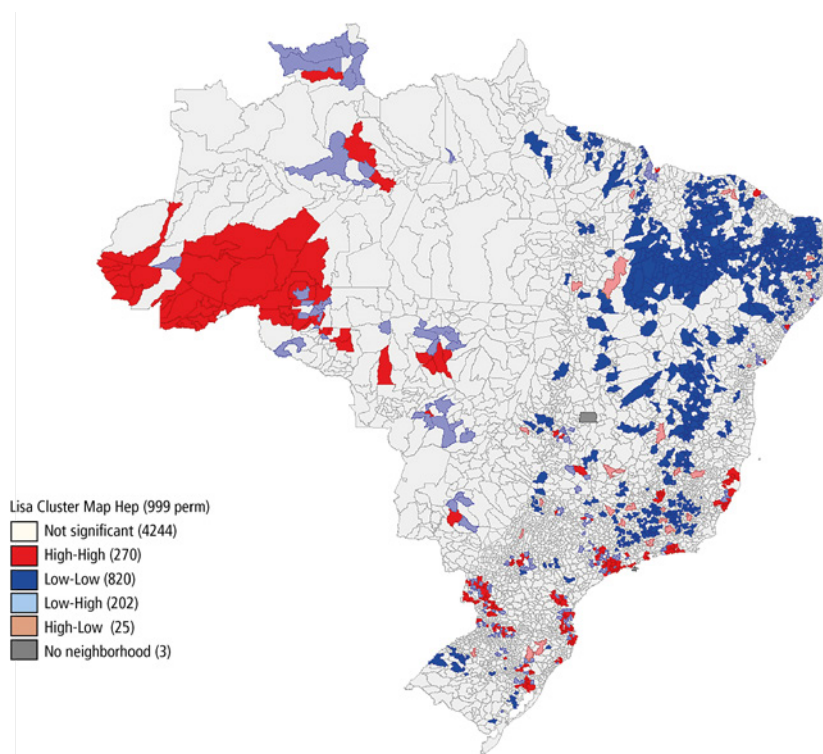 Lisa Cluster Map Hep (999 perm)
Not significant (4244)
High-High (270)
Low-Low (820)
Low-High (202)
High-Low (25)
No neighborhood (3)